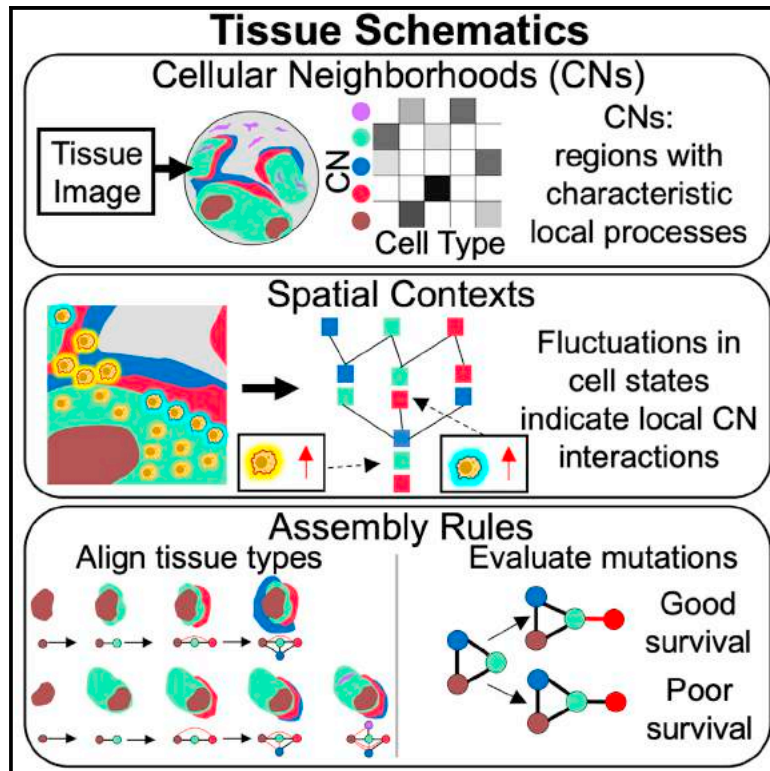 Tissue Schematics
Cellular Neighborhoods (CNs)
Tissue
Image
CN
Cell Type
CNs:
regions with
characteristic
local processes
Spatial Contexts
Fluctuations in
cell states
indicate local CN
interactions
Assembly Rules
Align tissue types
Evaluate mutations
Good
survival
Poor
survival